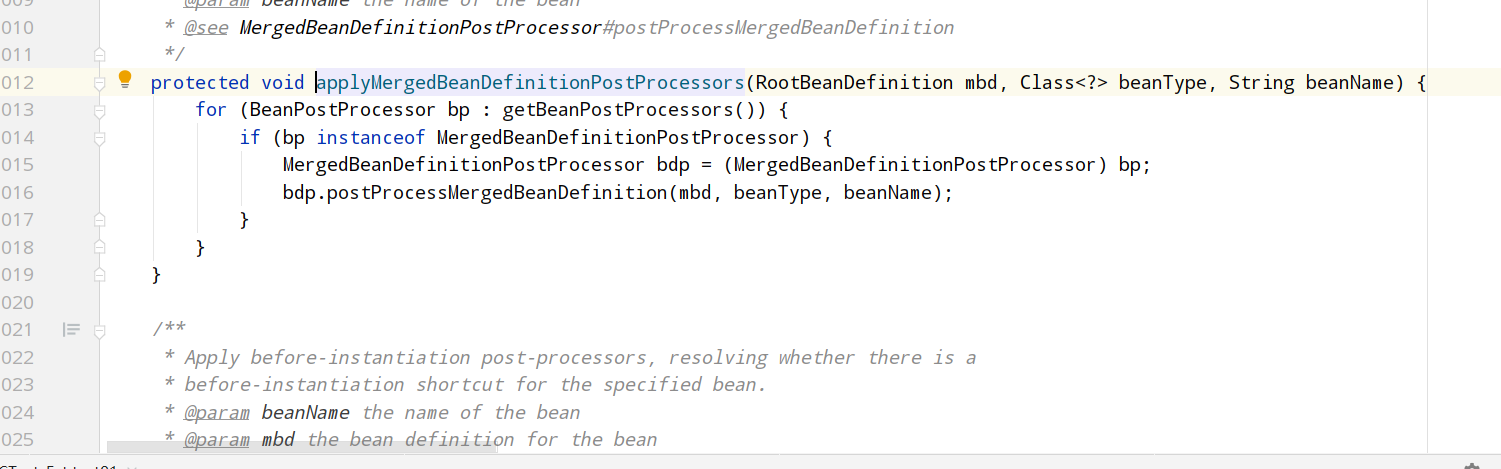 009 * @param beanName the name of the bean
010 * @see MergedBeanDefinitionPostProcessor#postProcessMergedBeanDefinition
011 */
012 protected void applyMergedBeanDefinitionPostProcessors(RootBeanDefinition mbd, Class<?> beanType, String beanName) {
013 for (BeanPostProcessor bp : getBeanPostProcessors()) {
014 if (bp instanceof MergedBeanDefinitionPostProcessor) {
015 MergedBeanDefinitionPostProcessor bdp = (MergedBeanDefinitionPostProcessor) bp;
016 bdp.postProcessMergedBeanDefinition(mbd, beanType, beanName);
017 }
018 }
019 }
020
021 /**
022 * Apply before-instantiation post-processors, resolving whether there is a
023 * before-instantiation shortcut for the specified bean.
024 * @param beanName the name of the bean
025 * @param mbd the bean definition for the bean